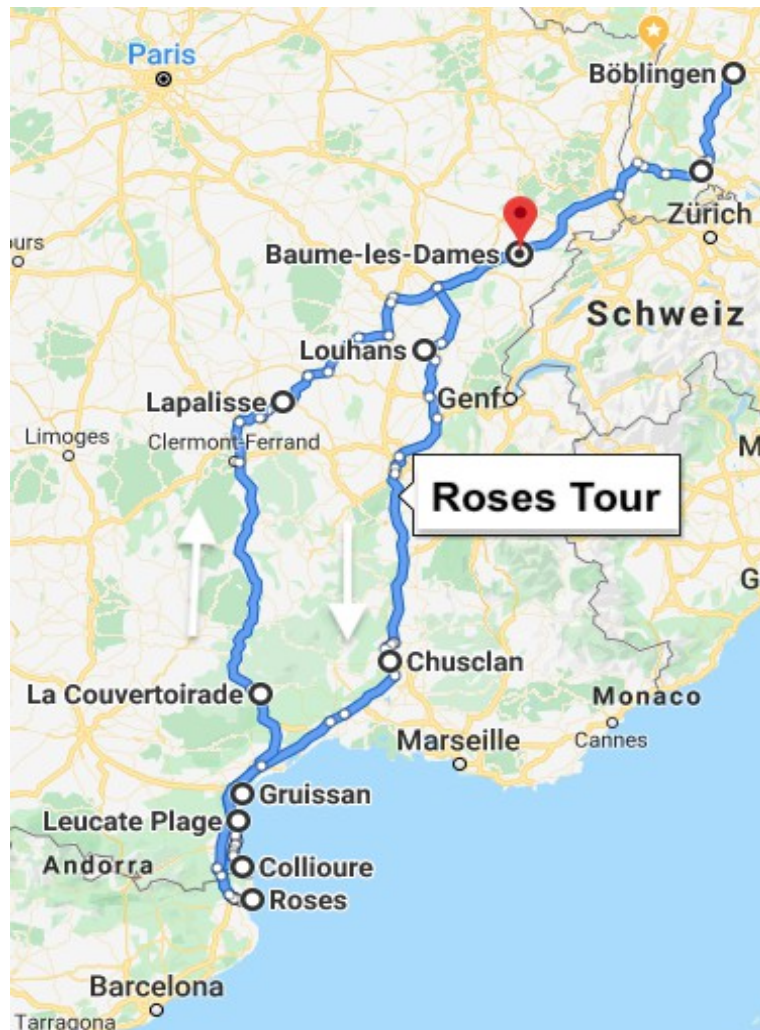 Paris
Böblingen
Zürich
ours
Baume-les-Dames
Schweiz
Louhans
Genf
Lapalisse
Limoges
Clermont-Ferrand
M
Roses Tour
G
Chusclan
La Couvertoirade
Monaco
Marseille
Cannes
Gruissan
Leucate Plage
Andorra
Collioure
Roses
Barcelona
Tarragona